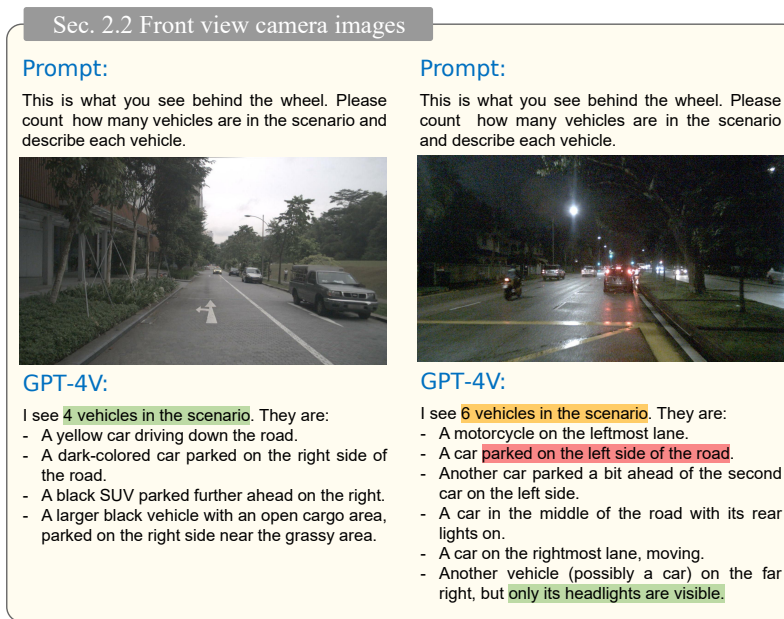 Sec. 2.2 Front view camera images
Prompt:
This is what you see behind the wheel. Please
count how many vehicles are in the scenario and
describe each vehicle.
GPT-4V:
I see 4 vehicles in the scenario. They are:
- A yellow car driving down the road.
- A dark-colored car parked on the right side of
the road.
- A black SUV parked further ahead on the right.
- A larger black vehicle with an open cargo area,
parked on the right side near the grassy area.
Prompt:
This is what you see behind the wheel. Please
count how many vehicles are in the scenario
and describe each vehicle.
GPT-4V:
I see 6 vehicles in the scenario. They are:
- A motorcycle on the leftmost lane.
- A car parked on the left side of the road.
- Another car parked a bit ahead of the second
car on the left side.
- A car in the middle of the road with its rear
lights on.
- A car on the rightmost lane, moving.
- Another vehicle (possibly a car) on the far
right, but only its headlights are visible.